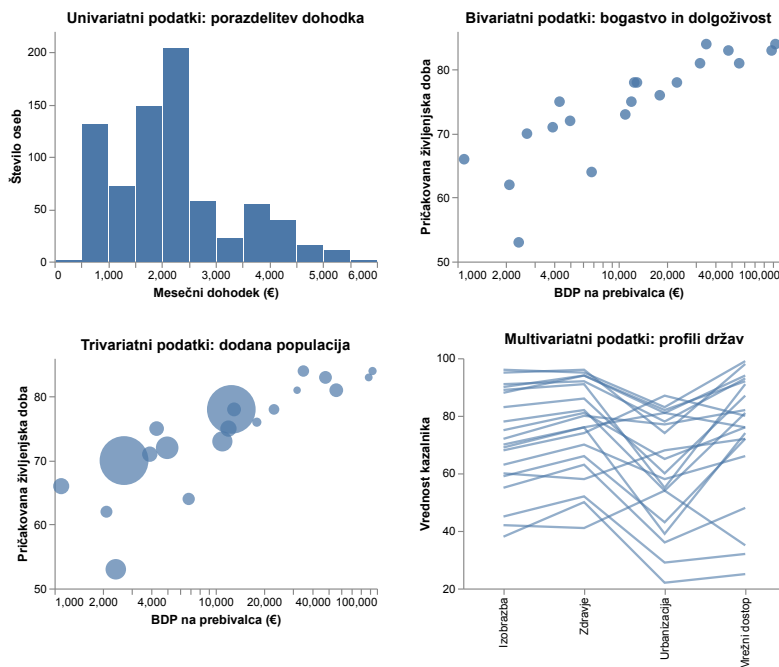 Univariatni podatki: porazdelitev dohodka
Število oseb
200
150
100
50
0
0 1,000 2,000 3,000 4,000 5,000 6,000
Mesečni dohodek (€)
Bivariatni podatki: bogastvo in dolgoživost
Pričakovana življenjska doba
80
70
60
50
1,000 2,000 4,000 10,000 20,000 40,000 100,000
BDP na prebivalca (€)
Trivariatni podatki: dodana populacija
Pričakovana življenjska doba
80
70
60
50
1,000 2,000 4,000 10,000 20,000 40,000 100,000
BDP na prebivalca (€)
Multivariatni podatki: profili držav
Vrednost kazalnika
100
80
60
40
20
Izobrazba
Zdravje
Urbanizacija
Mrežni dostop